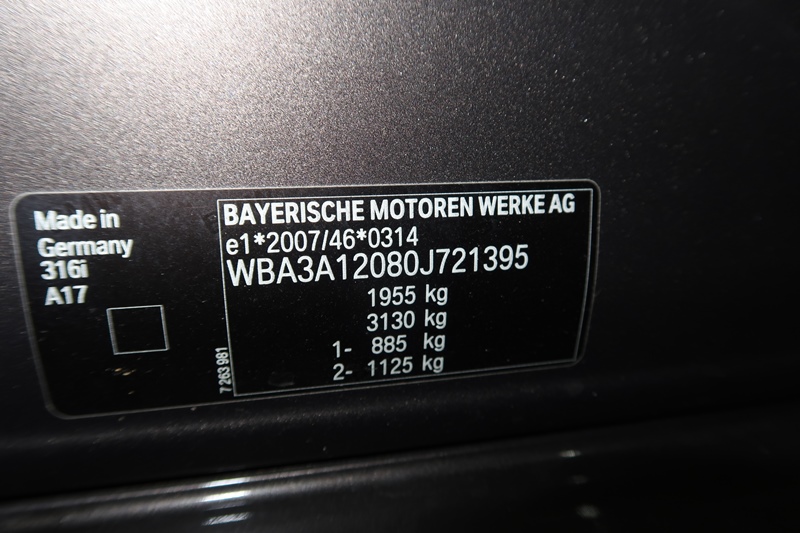 Made in
Germany
316i
A17
BAYERISCHE MOTOREN WERKE AG
e1*2007/46*0314
WBA3A12080J721395
1955 kg
3130 kg
1- 885 kg
2- 1125 kg
7 263 981